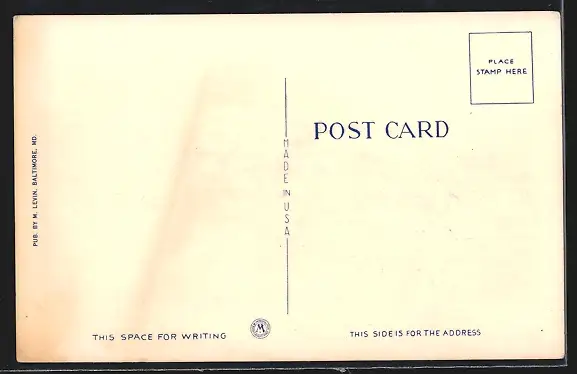 PLACE
STAMP HERE
POST CARD
MADE IN USA
PUB. BY M. LEVIN, BALTIMORE, MD.
THIS SPACE FOR WRITING
M
THIS SIDE IS FOR THE ADDRESS